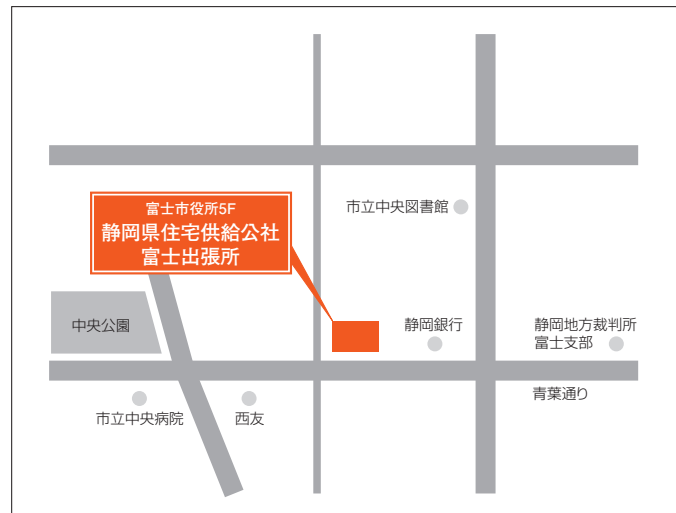 富士市役所5F
静岡県住宅供給公社
富士出張所
市立中央図書館
中央公園
静岡銀行
静岡地方裁判所
富士支部
青葉通り
市立中央病院
西友